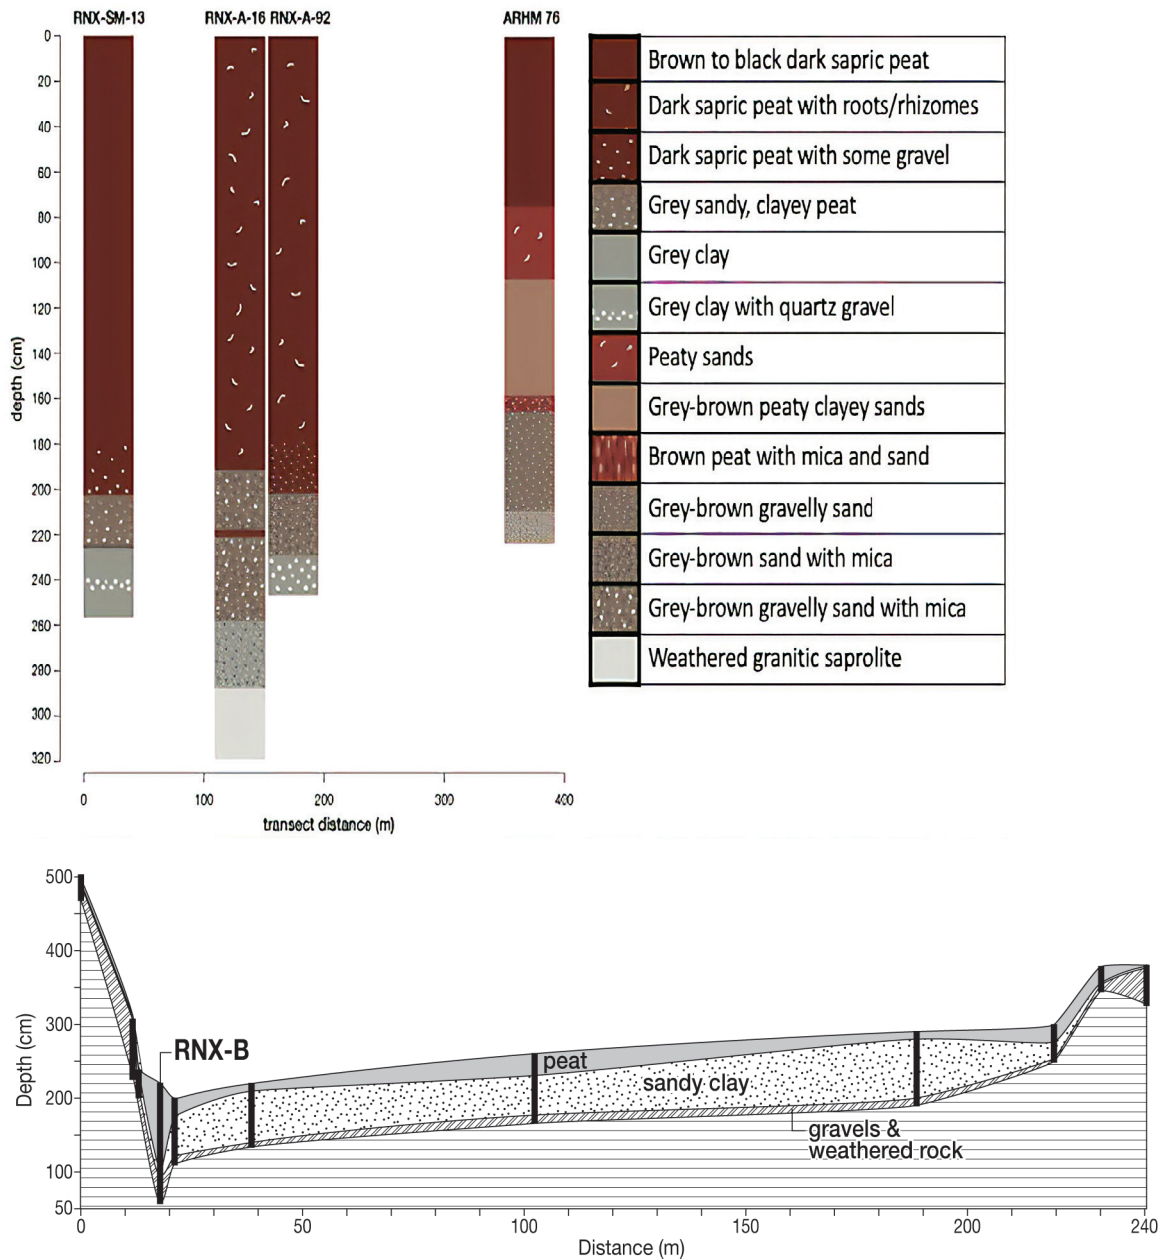 RNX-SM-13 RNX-A-16 RNX-A-92 ARHM 76
0
20
40
60
80
100
120
140
160
180
200
220
240
260
280
300
320
depth (cm)
0 100 200 300 400
transect distance (m)
Brown to black dark sapric peat
Dark sapric peat with roots/rhizomes
Dark sapric peat with some gravel
Grey sandy, clayey peat
Grey clay
Grey clay with quartz gravel
Peaty sands
Grey-brown peaty clayey sands
Brown peat with mica and sand
Grey-brown gravelly sand
Grey-brown sand with mica
Grey-brown gravelly sand with mica
Weathered granitic saprolite
500
400
300
200
100
50
Depth (cm)
RNX-B
peat
sandy clay
gravels &
weathered rock
0 50 100 150 200 240
Distance (m)